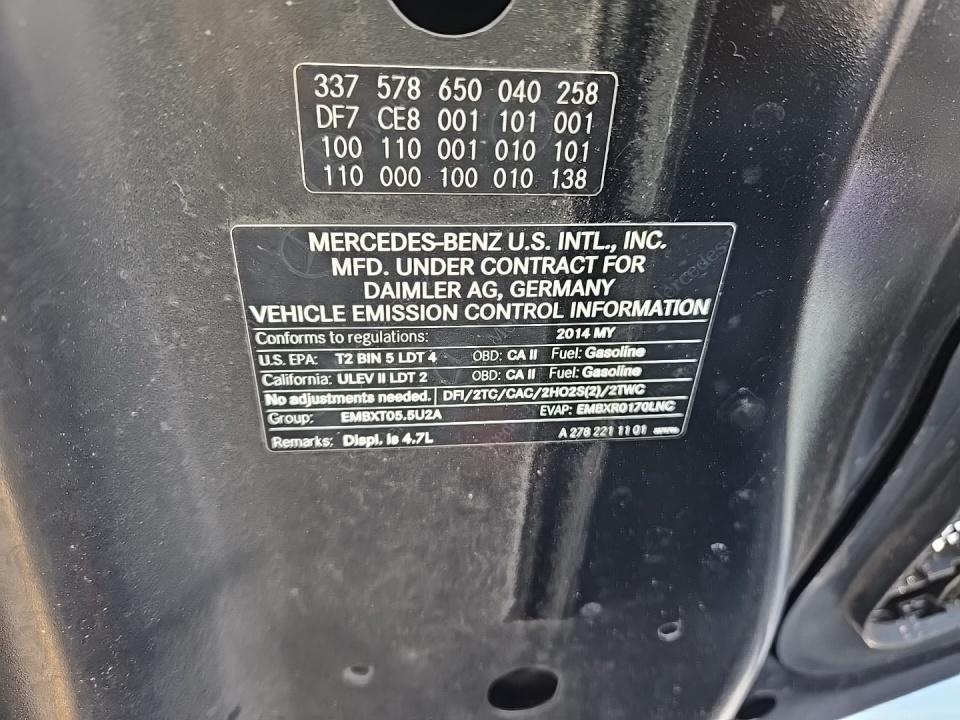 337 578 650 040 258
DF7 CE8 001 101 001
100 110 001 010 101
110 000 100 010 138
MERCEDES-BENZ U.S. INTL., INC.
MFD. UNDER CONTRACT FOR
DAIMLER AG, GERMANY
VEHICLE EMISSION CONTROL INFORMATION
Conforms to regulations: 2014 MY
U.S. EPA: T2 BIN 5 LDT 4 OBD: CA II Fuel: Gasoline
California: ULEV II LDT 2 OBD: CA II Fuel: Gasoline
No adjustments needed. DFI/2TC/CAC/2HO2S(2)/2TWC
Group: EMBXT05.5U2A EVAP: EMBXR0170LNC
Remarks: Displ. is 4.7L A 278 221 11 01